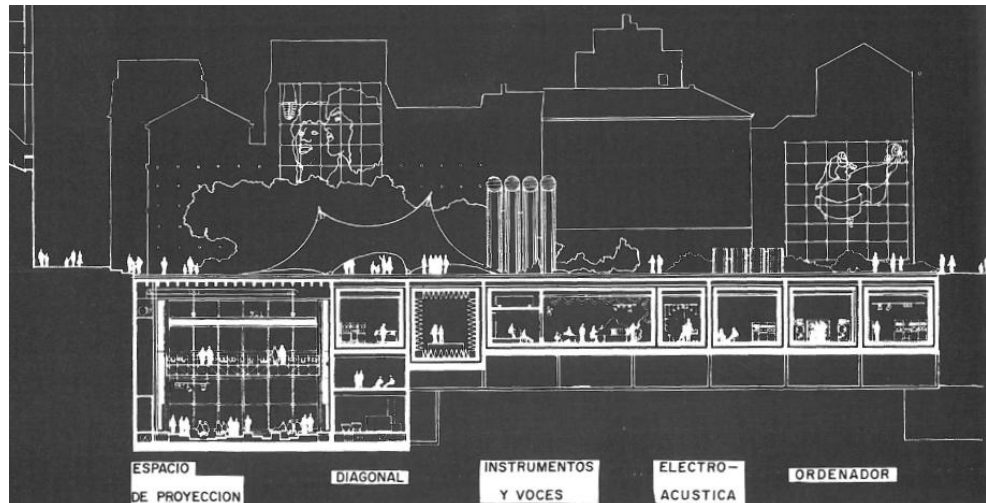 ESPACIO
DE PROYECCION
DIAGONAL
INSTRUMENTOS
Y VOCES
ELECTRO-
ACUSTICA
ORDENADOR